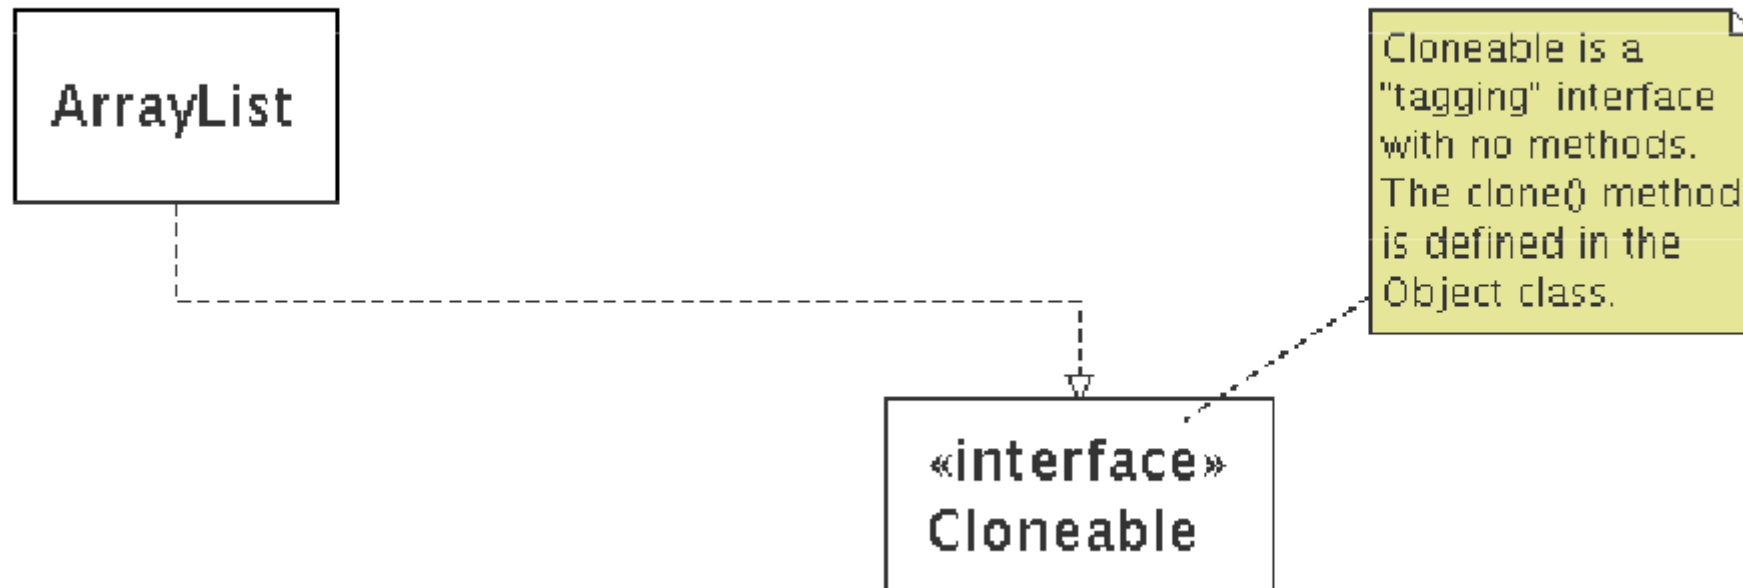 ArrayList
Cloneable is a
"tagging" interface
with no methods.
The clone() method
is defined in the
Object class.
«interface»
Cloneable